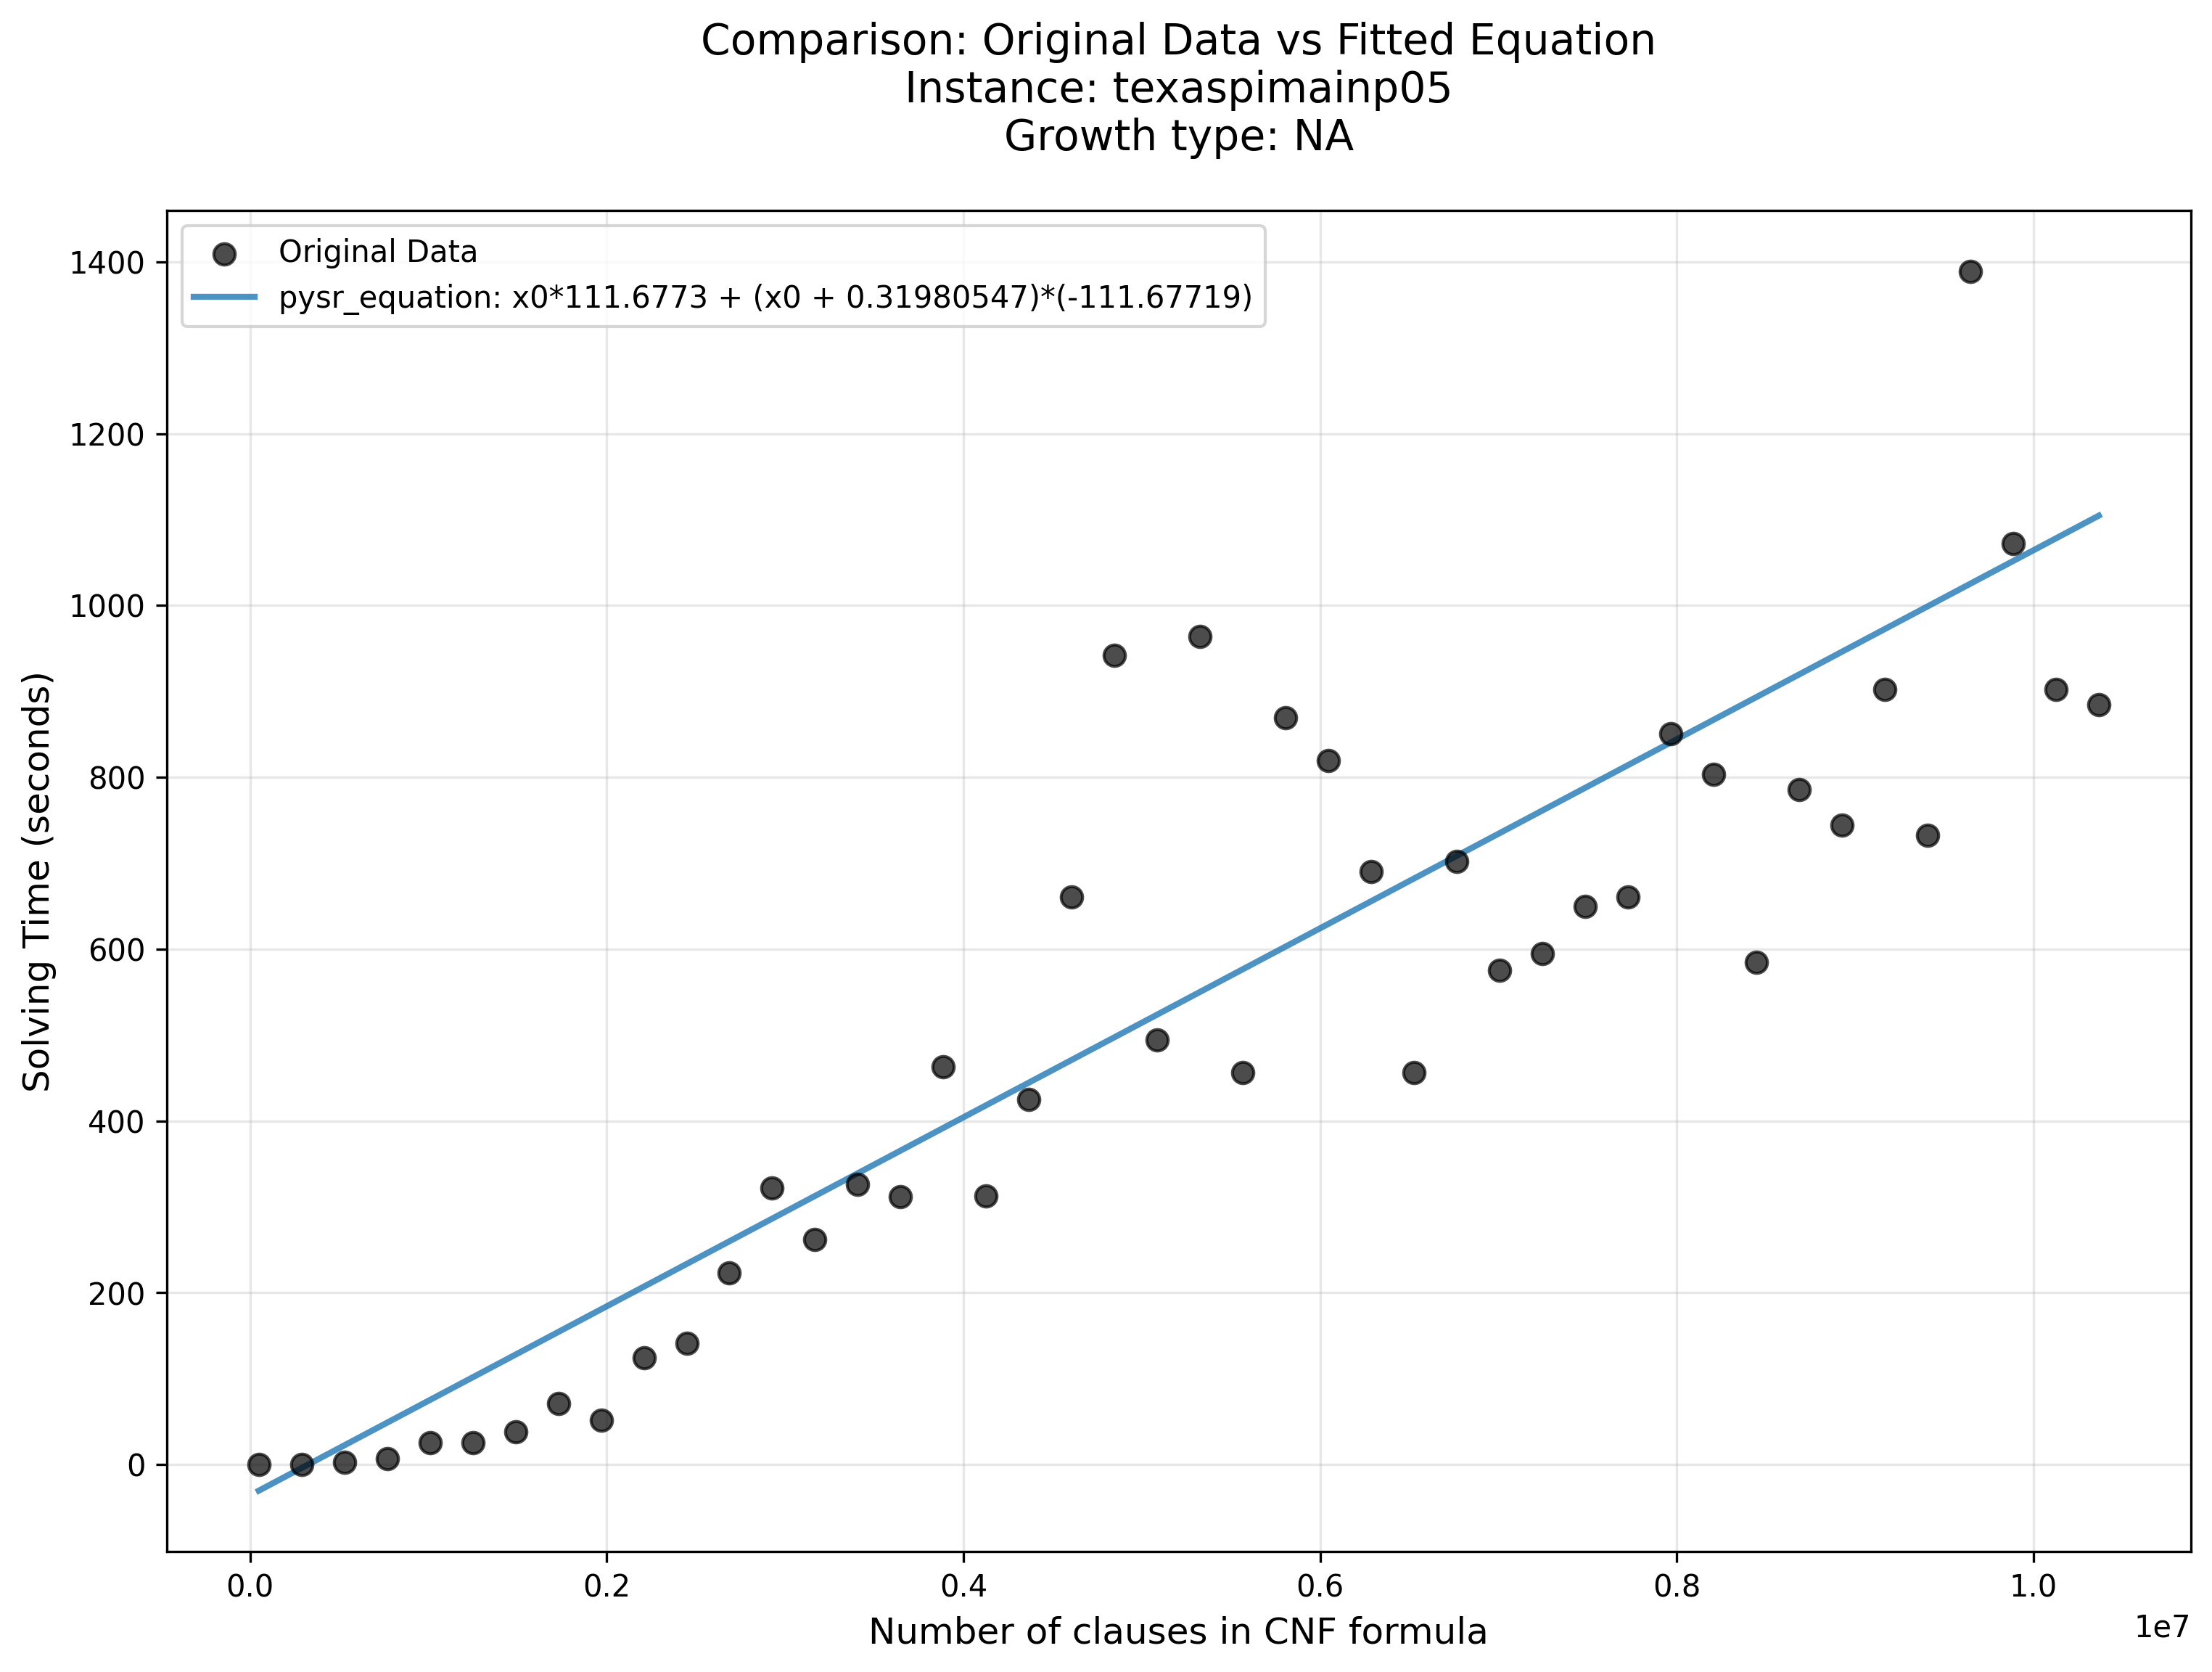 Comparison: Original Data vs Fitted Equation
Instance: texaspimainp05
Growth type: NA
Original Data
pysr_equation: x0*111.6773 + (x0 + 0.31980547)*(-111.67719)
1400
1200
1000
800
600
400
200
0
Solving Time (seconds)
0.0 0.2 0.4 0.6 0.8 1.0
1e7
Number of clauses in CNF formula